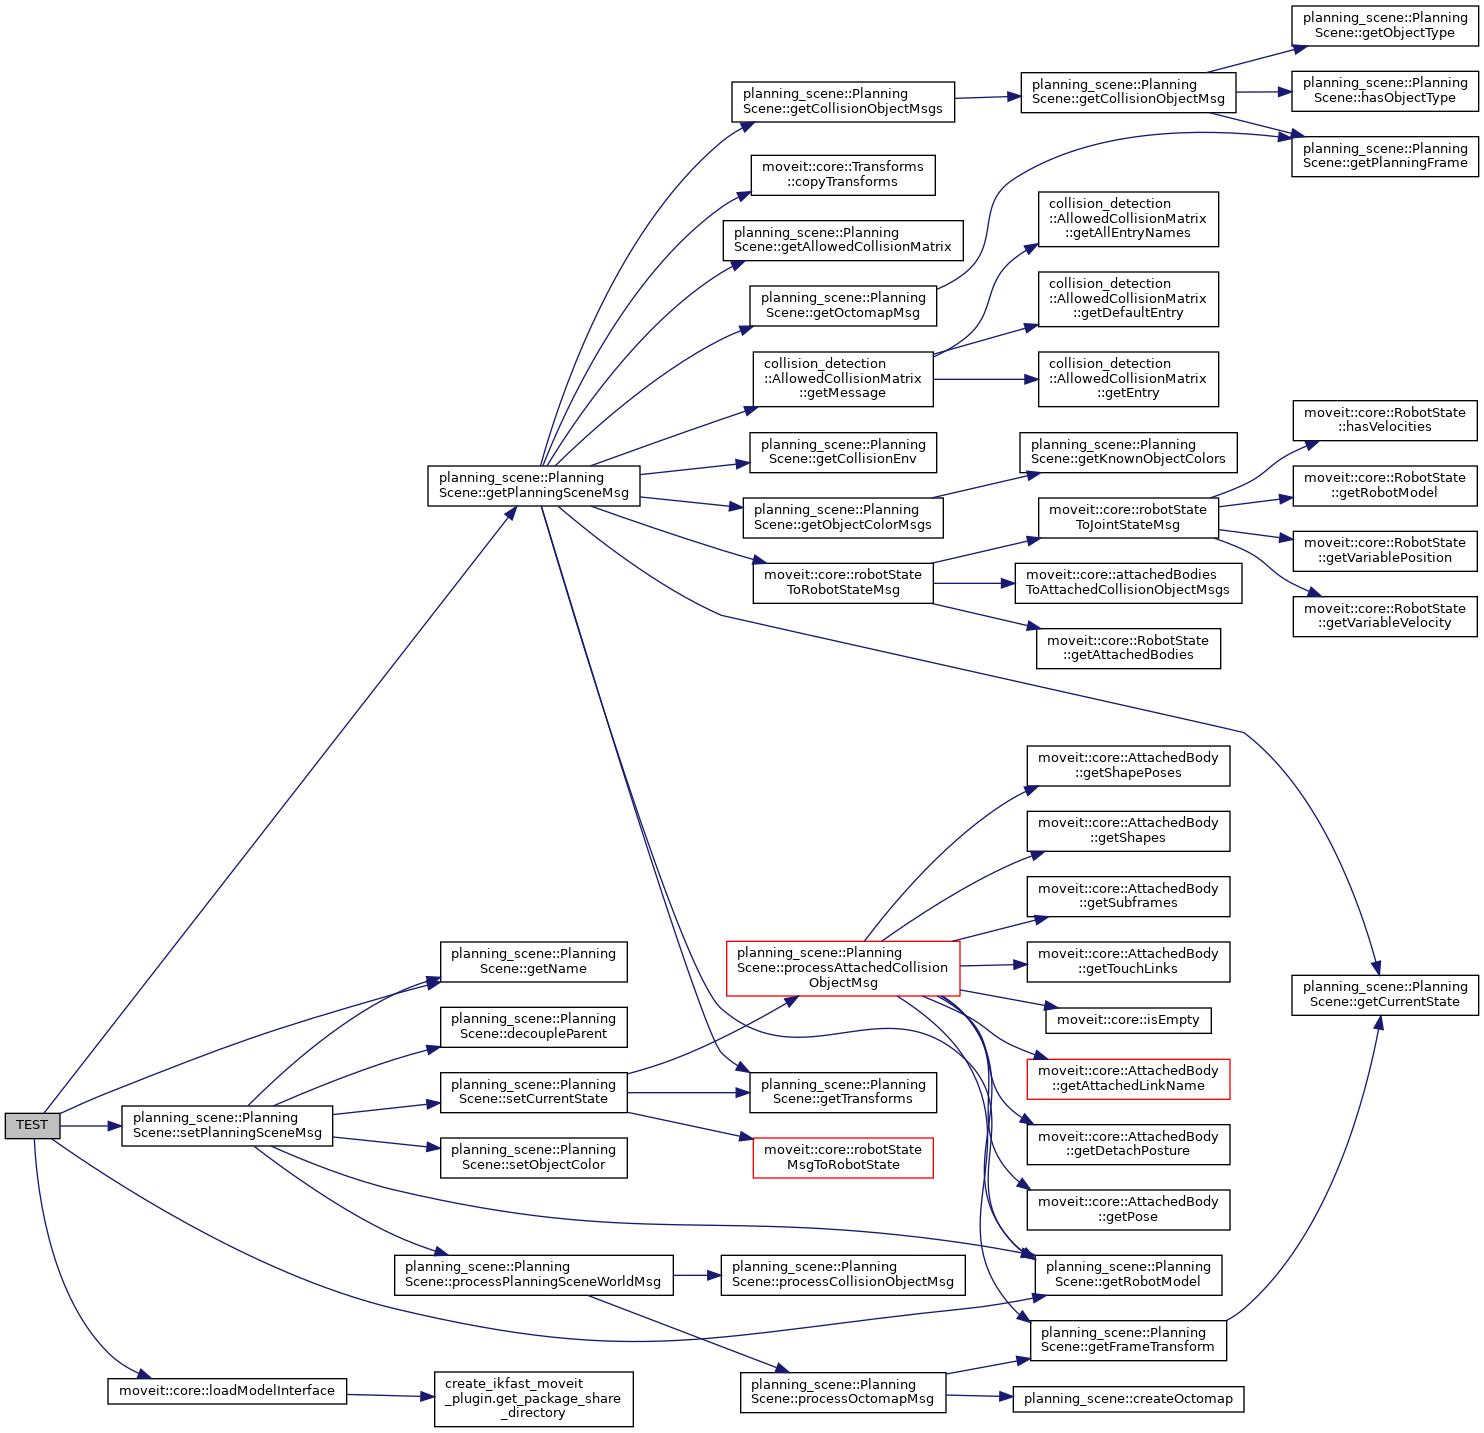 TEST
planning_scene::Planning
Scene::getPlanningSceneMsg
planning_scene::Planning
Scene::getName
planning_scene::Planning
Scene::decoupleParent
planning_scene::Planning
Scene::setCurrentState
planning_scene::Planning
Scene::setPlanningSceneMsg
planning_scene::Planning
Scene::setObjectColor
planning_scene::Planning
Scene::processPlanningSceneWorldMsg
moveit::core::loadModelInterface
create_ikfast_moveit
_plugin.get_package_share
_directory
planning_scene::Planning
Scene::getCollisionObjectMsgs
moveit::core::Transforms
::copyTransforms
planning_scene::Planning
Scene::getAllowedCollisionMatrix
planning_scene::Planning
Scene::getOctomapMsg
collision_detection
::AllowedCollisionMatrix
::getMessage
planning_scene::Planning
Scene::getCollisionEnv
planning_scene::Planning
Scene::getObjectColorMsgs
moveit::core::robotState
ToRobotStateMsg
planning_scene::Planning
Scene::processAttachedCollision
ObjectMsg
planning_scene::Planning
Scene::getTransforms
moveit::core::robotState
MsgToRobotState
planning_scene::Planning
Scene::processCollisionObjectMsg
planning_scene::Planning
Scene::processOctomapMsg
planning_scene::Planning
Scene::getCollisionObjectMsg
collision_detection
::AllowedCollisionMatrix
::getAllEntryNames
collision_detection
::AllowedCollisionMatrix
::getDefaultEntry
collision_detection
::AllowedCollisionMatrix
::getEntry
planning_scene::Planning
Scene::getKnownObjectColors
moveit::core::robotState
ToJointStateMsg
moveit::core::attachedBodies
ToAttachedCollisionObjectMsgs
moveit::core::RobotState
::getAttachedBodies
moveit::core::AttachedBody
::getShapePoses
moveit::core::AttachedBody
::getShapes
moveit::core::AttachedBody
::getSubframes
moveit::core::AttachedBody
::getTouchLinks
moveit::core::isEmpty
moveit::core::AttachedBody
::getAttachedLinkName
moveit::core::AttachedBody
::getDetachPosture
moveit::core::AttachedBody
::getPose
planning_scene::Planning
Scene::getRobotModel
planning_scene::Planning
Scene::getFrameTransform
planning_scene::createOctomap
planning_scene::Planning
Scene::getObjectType
planning_scene::Planning
Scene::hasObjectType
planning_scene::Planning
Scene::getPlanningFrame
moveit::core::RobotState
::hasVelocities
moveit::core::RobotState
::getRobotModel
moveit::core::RobotState
::getVariablePosition
moveit::core::RobotState
::getVariableVelocity
planning_scene::Planning
Scene::getCurrentState